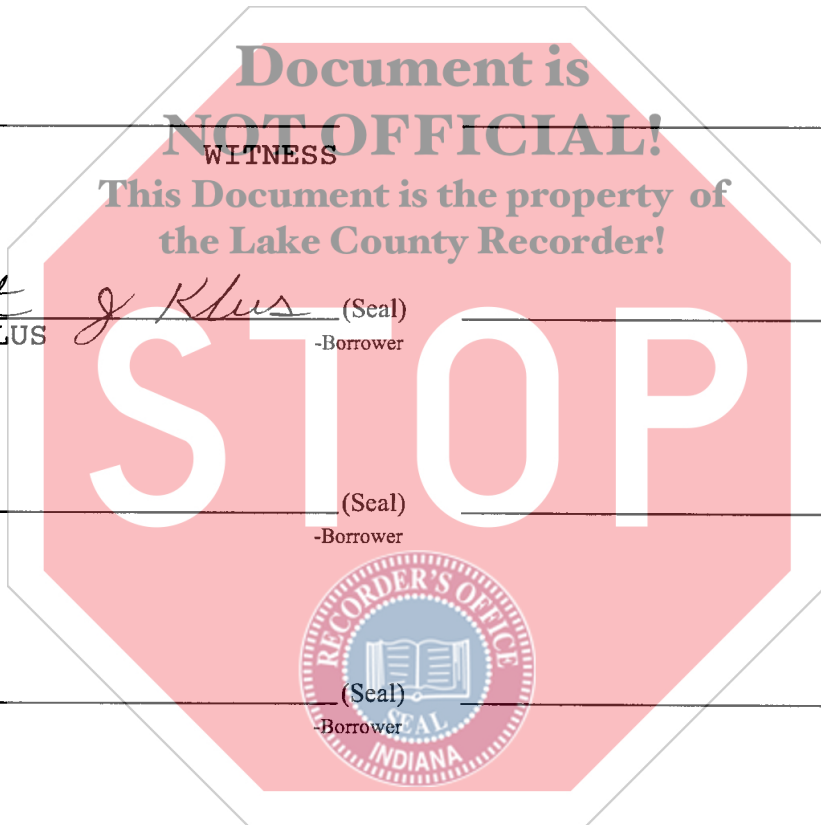 Document is
NOT OFFICIAL!
WITNESS
This Document is the property of
the Lake County Recorder!
J Klus (Seal)
LUS -Borrower
STOP
(Seal)
-Borrower
RECORDER'S OFFICE
(Seal)
SEAL
-Borrower
INDIANA